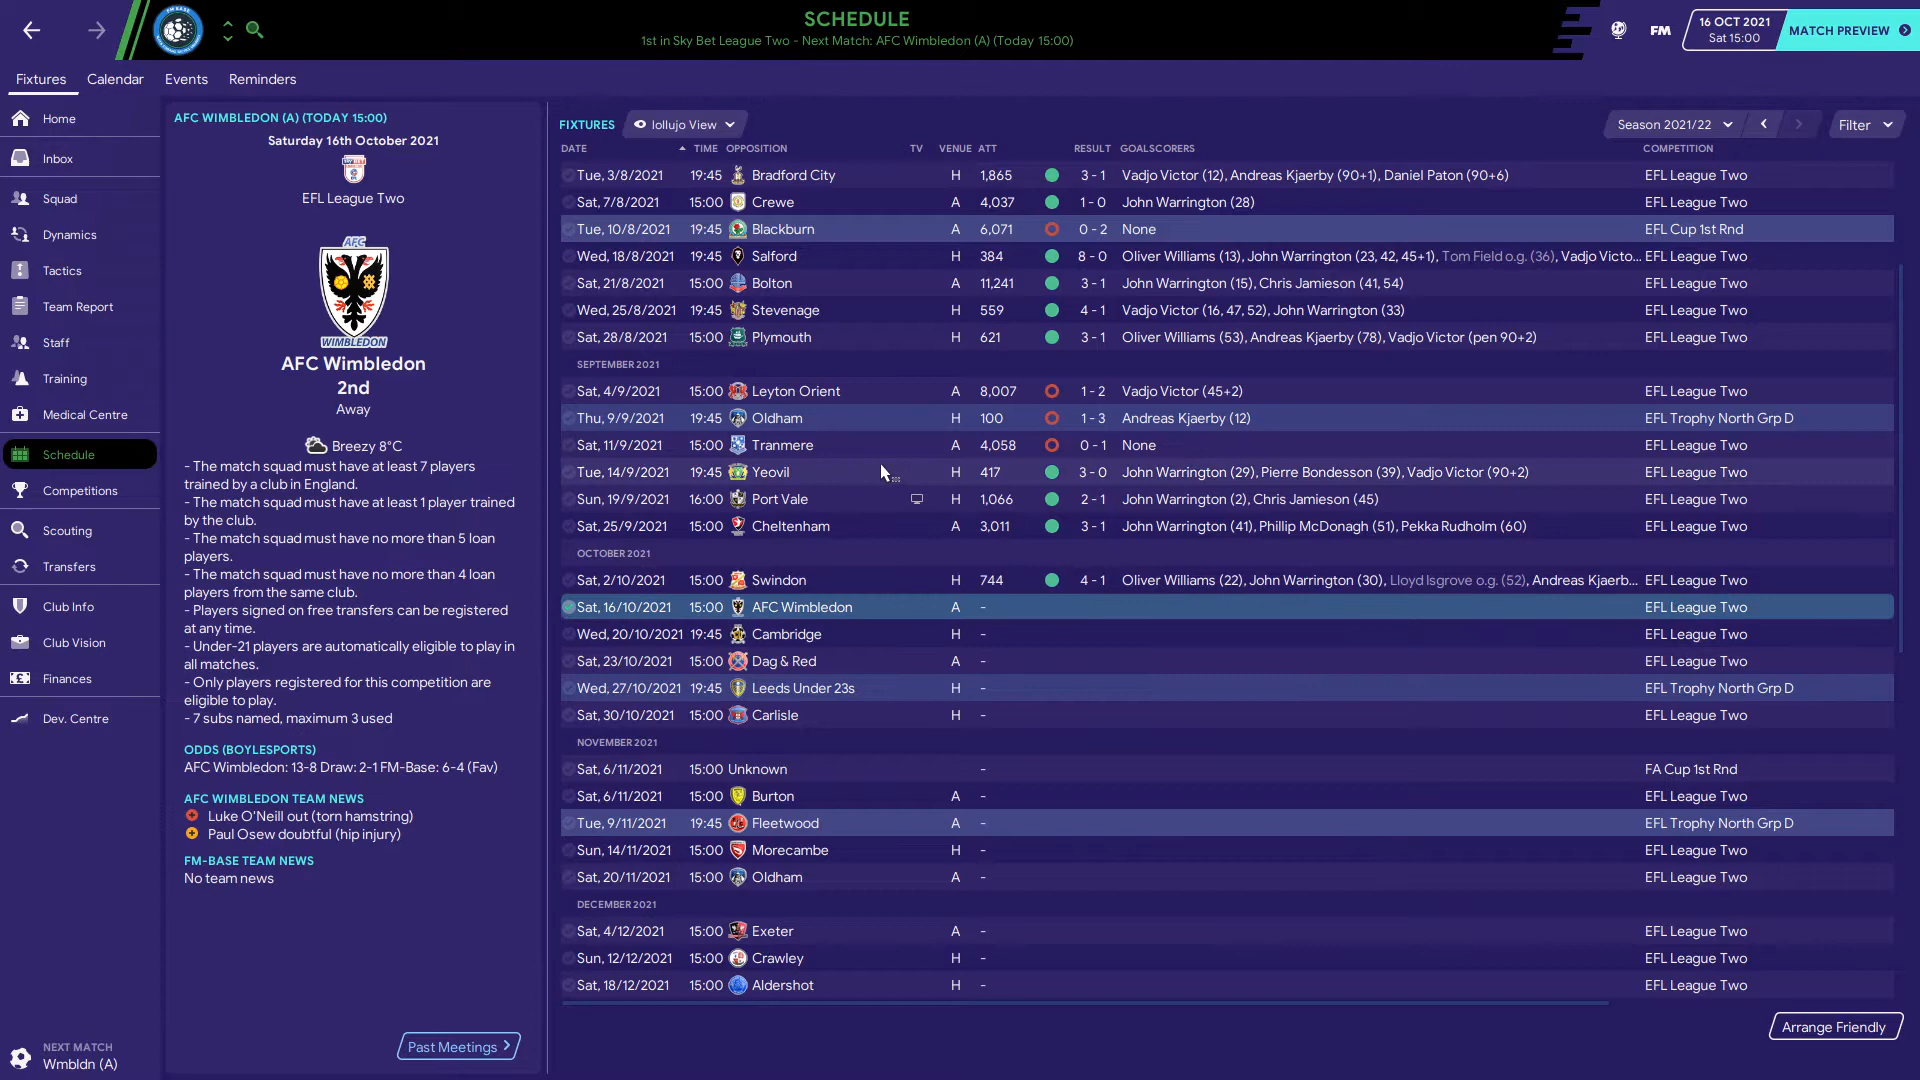 SCHEDULE
1st in Sky Bet League Two - Next Match: AFC Wimbledon (A) (Today 15:00)
FM
16 OCT 2021
Sat 15:00
MATCH PREVIEW
Fixtures
Calendar
Events
Reminders
Home
Inbox
Squad
Dynamics
Tactics
Team Report
Staff
Training
Medical Centre
Schedule
Competitions
Scouting
Transfers
Club Info
Club Vision
Finances
Dev. Centre
NEXT MATCH
Wmbldn (A)
AFC WIMBLEDON (A) (TODAY 15:00)
Saturday 16th October 2021
EFL League Two
AFC
WIMBLEDON
AFC Wimbledon
2nd
Away
Breezy 8°C
- The match squad must have at least 7 players
trained by a club in England.
- The match squad must have at least 1 player trained
by the club.
- The match squad must have no more than 5 loan
players.
- The match squad must have no more than 4 loan
players from the same club.
- Players signed on free transfers can be registered
at any time.
- Under-21 players are automatically eligible to play in
all matches.
- Only players registered for this competition are
eligible to play.
- 7 subs named, maximum 3 used
ODDS (BOYLESPORTS)
AFC Wimbledon: 13-8 Draw: 2-1 FM-Base: 6-4 (Fav)
AFC WIMBLEDON TEAM NEWS
Luke O'Neill out (torn hamstring)
Paul Osew doubtful (hip injury)
FM-BASE TEAM NEWS
No team news
Past Meetings
FIXTURES lollujo View Season 2021/22 Filter
DATE TIME OPPOSITION TV VENUE ATT RESULT GOALSCORERS COMPETITION
Tue, 3/8/2021 19:45 Bradford City H 1,865 3 - 1 Vadjo Victor (12), Andreas Kjaerby (90+1), Daniel Paton (90+6) EFL League Two
Sat, 7/8/2021 15:00 Crewe A 4,037 1 - 0 John Warrington (28) EFL League Two
Tue, 10/8/2021 19:45 Blackburn A 6,071 0 - 2 None EFL Cup 1st Rnd
Wed, 18/8/2021 19:45 Salford H 384 8 - 0 Oliver Williams (13), John Warrington (23, 42, 45+1), Tom Field o.g. (36), Vadjo Victo... EFL League Two
Sat, 21/8/2021 15:00 Bolton A 11,241 3 - 1 John Warrington (15), Chris Jamieson (41, 54) EFL League Two
Wed, 25/8/2021 19:45 Stevenage H 559 4 - 1 Vadjo Victor (16, 47, 52), John Warrington (33) EFL League Two
Sat, 28/8/2021 15:00 Plymouth H 621 3 - 1 Oliver Williams (53), Andreas Kjaerby (78), Vadjo Victor (pen 90+2) EFL League Two
SEPTEMBER 2021
Sat, 4/9/2021 15:00 Leyton Orient A 8,007 1 - 2 Vadjo Victor (45+2) EFL League Two
Thu, 9/9/2021 19:45 Oldham H 100 1 - 3 Andreas Kjaerby (12) EFL Trophy North Grp D
Sat, 11/9/2021 15:00 Tranmere A 4,058 0 - 1 None EFL League Two
Tue, 14/9/2021 19:45 Yeovil H 417 3 - 0 John Warrington (29), Pierre Bondesson (39), Vadjo Victor (90+2) EFL League Two
Sun, 19/9/2021 16:00 Port Vale H 1,066 2 - 1 John Warrington (2), Chris Jamieson (45) EFL League Two
Sat, 25/9/2021 15:00 Cheltenham A 3,011 3 - 1 John Warrington (41), Phillip McDonagh (51), Pekka Rudholm (60) EFL League Two
OCTOBER 2021
Sat, 2/10/2021 15:00 Swindon H 744 4 - 1 Oliver Williams (22), John Warrington (30), Lloyd Isgrove o.g. (52), Andreas Kjaerb... EFL League Two
Sat, 16/10/2021 15:00 AFC Wimbledon A - EFL League Two
Wed, 20/10/2021 19:45 Cambridge H - EFL League Two
Sat, 23/10/2021 15:00 Dag & Red A - EFL League Two
Wed, 27/10/2021 19:45 Leeds Under 23s H - EFL Trophy North Grp D
Sat, 30/10/2021 15:00 Carlisle H - EFL League Two
NOVEMBER 2021
Sat, 6/11/2021 15:00 Unknown - FA Cup 1st Rnd
Sat, 6/11/2021 15:00 Burton A - EFL League Two
Tue, 9/11/2021 19:45 Fleetwood A - EFL Trophy North Grp D
Sun, 14/11/2021 15:00 Morecambe H - EFL League Two
Sat, 20/11/2021 15:00 Oldham A - EFL League Two
DECEMBER 2021
Sat, 4/12/2021 15:00 Exeter A - EFL League Two
Sun, 12/12/2021 15:00 Crawley H - EFL League Two
Sat, 18/12/2021 15:00 Aldershot H - EFL League Two
Arrange Friendly